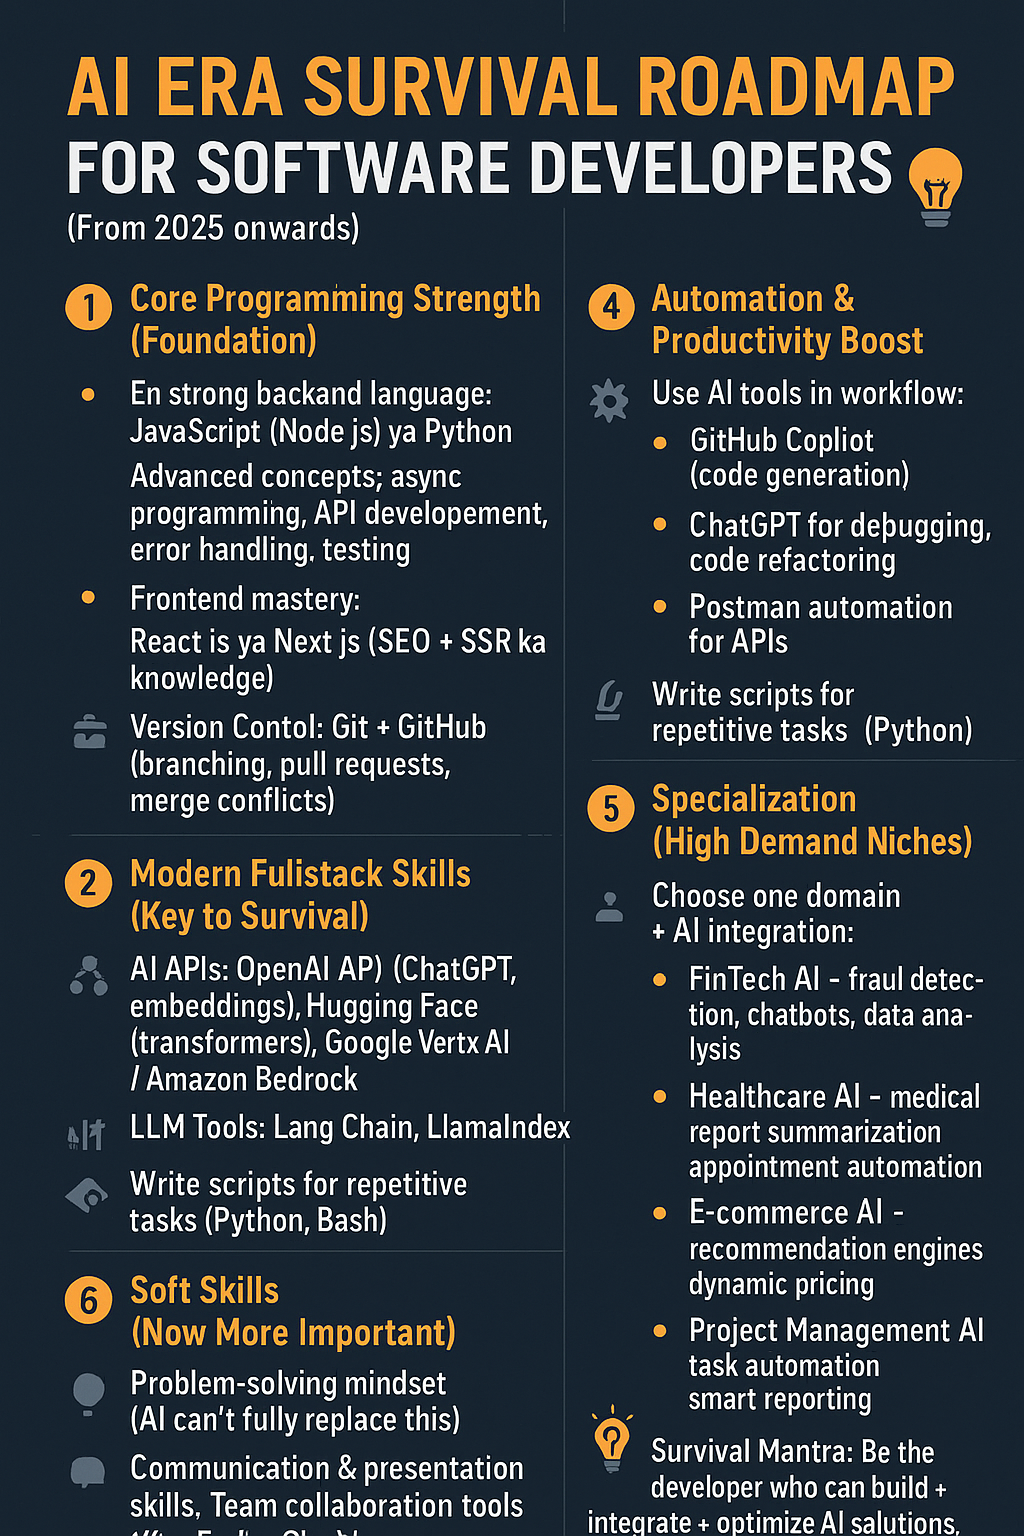 AI ERA SURVIVAL ROADMAP
FOR SOFTWARE DEVELOPERS
(From 2025 onwards)
1 Core Programming Strength
(Foundation)
En strong backand language:
JavaScript (Node js) ya Python
Advanced concepts; async
programming, API developement,
error handling. testing
Frontend mastery:
React is ya Next js (SEO + SSR ka
knowledge)
Version Contol: Git + GitHub
(branching, pull requests,
merge conflicts)
2 Modern Fulistack Skills
(Key to Survival)
AI APIs: OpenAI AP) (ChatGPT,
embeddings), Hugging Face
(transformers), Google Vertx AI
/ Amazon Bedrock
LLM Tools: Lang Chain, LlamaIndex
Write scripts for repetitive
tasks (Python, Bash)
6 Soft Skills
(Now More Important)
Problem-solving mindset
(AI can't fully replace this)
Communication & presentation
skills. Team collaboration tools
4 Automation &
Productivity Boost
Use AI tools in workflow:
GitHub Copliot
(code generation)
ChatGPT for debugging,
code refactoring
Postman automation
for APIs
Write scripts for
repetitive tasks (Python)
5 Specialization
(High Demand Niches)
Choose one domain
+ AI integration:
FinTech AI - fraul detec-
tion, chatbots, data ana-
lysis
Healthcare AI - medical
report summarization
appointment automation
E-commerce AI -
recommendation engines
dynamic pricing
Project Management AI
task automation
smart reporting
Survival Mantra: Be the
developer who can build +
integrate + optimize AI salutions.